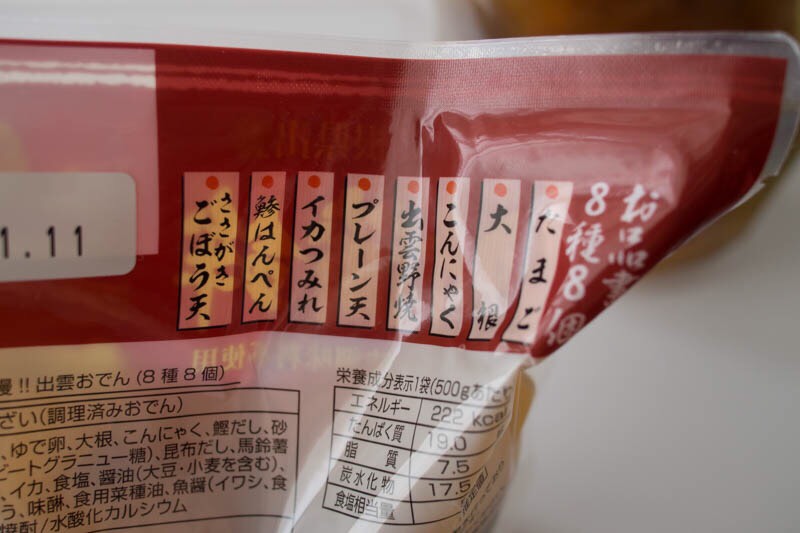 お品書
8種8個
たまご
大根
こんにゃく
出雲野焼
プレーン天
イカつみれ
鯵はんぺん
ささがき
ごぼう天
1.11
慢!!出雲おでん(8種8個)
ざい(調理済みおでん)
、ゆで卵、大根、こんにゃく、鰹だし、砂
ビートグラニュー糖)、昆布だし、馬鈴薯
、イカ、食塩、醤油(大豆・小麦を含む)、
う、味醂、食用菜種油、魚醤(イワシ、食
焼酎/水酸化カルシウム
栄養成分表示1袋(500gあたり
エネルギー 222 kcal
たんぱく質 19.0
脂質 7.5
炭水化物 17.5
食塩相当量